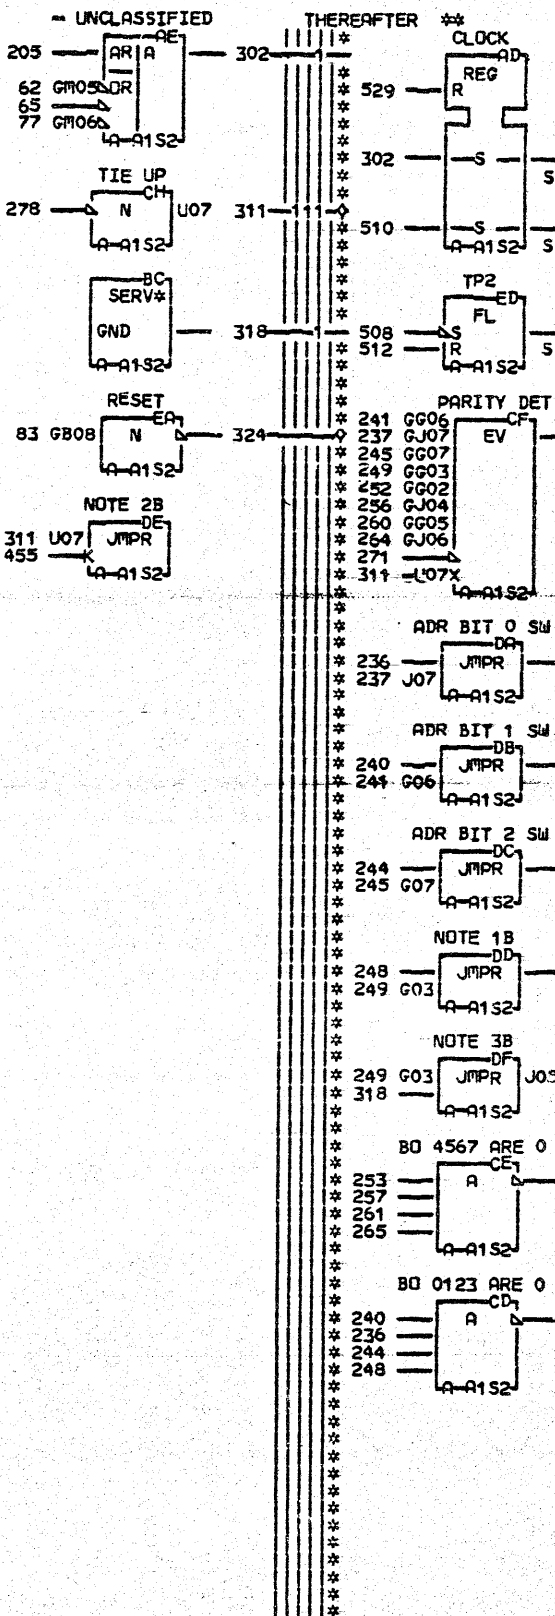 UNCLASSIFIED
THEREAFTER **
AE
205 AR A 302 1
62 GM05 OR
65
77 GM06
A-A1S2
TIE UP
CH
278 N U07 311 111
A-A1S2
BC
SERV*
GND 318 1
A-A1S2
RESET
EA
83 GB08 N 324
A-A1S2
NOTE 2B
DE
311 U07 JMPR
455 K
A-A1S2
CLOCK
AD
REG
529 R
302 S S
510 S S
A-A1S2
TP2
ED
FL
508 S
512 R S
A-A1S2
PARITY DET
CF
241 GG06
237 GJ07 EV
245 GG07
249 GG03
252 GG02
256 GJ04
260 GG05
264 GJ06
271
311 U07X
A-A1S2
ADR BIT 0 SW
DA
236 JMPR
237 J07
A-A1S2
ADR BIT 1 SW
DB
240 JMPR
241 G06
A-A1S2
ADR BIT 2 SW
DC
244 JMPR
245 G07
A-A1S2
NOTE 1B
DD
248 JMPR
249 G03
A-A1S2
NOTE 3B
DF
249 G03 JMPR J05
318
A-A1S2
BO 4567 ARE 0
CE
253 A
257
261
265
A-A1S2
BO 0123 ARE 0
CD
240 A
236
244
248
A-A1S2